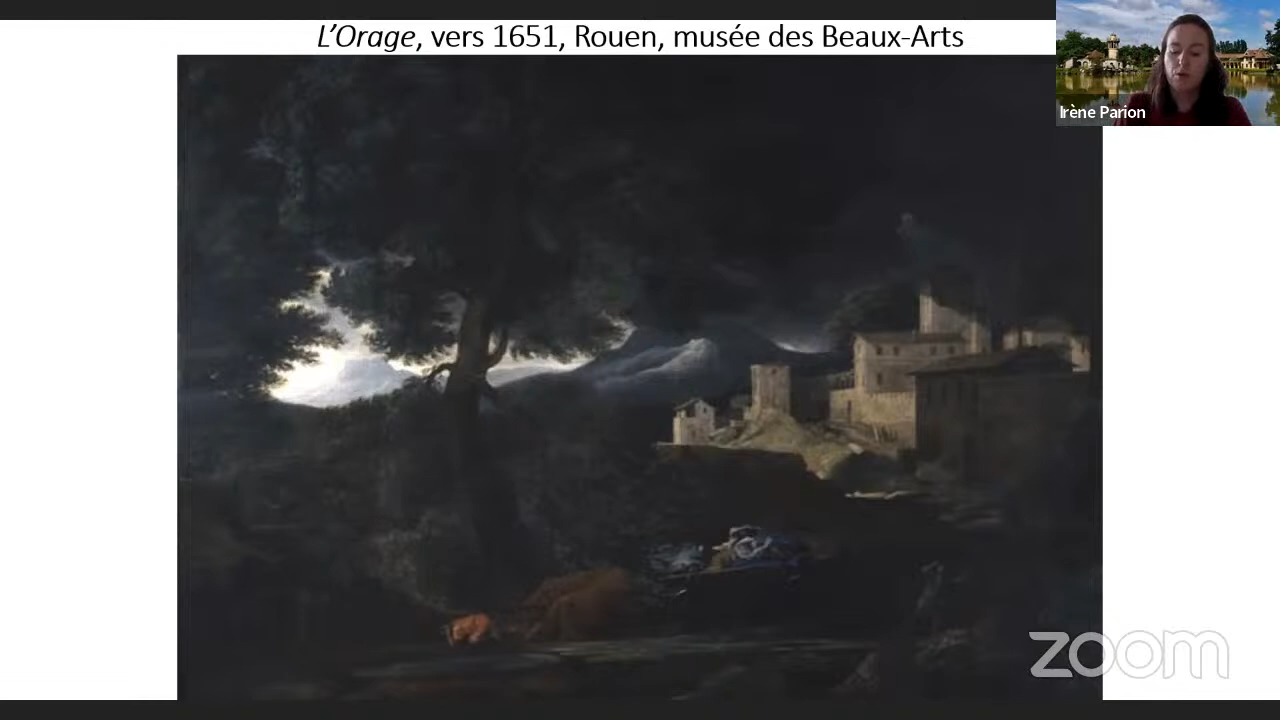 L’Orage, vers 1651, Rouen, musée des Beaux-Arts
Irène Parion
zoom